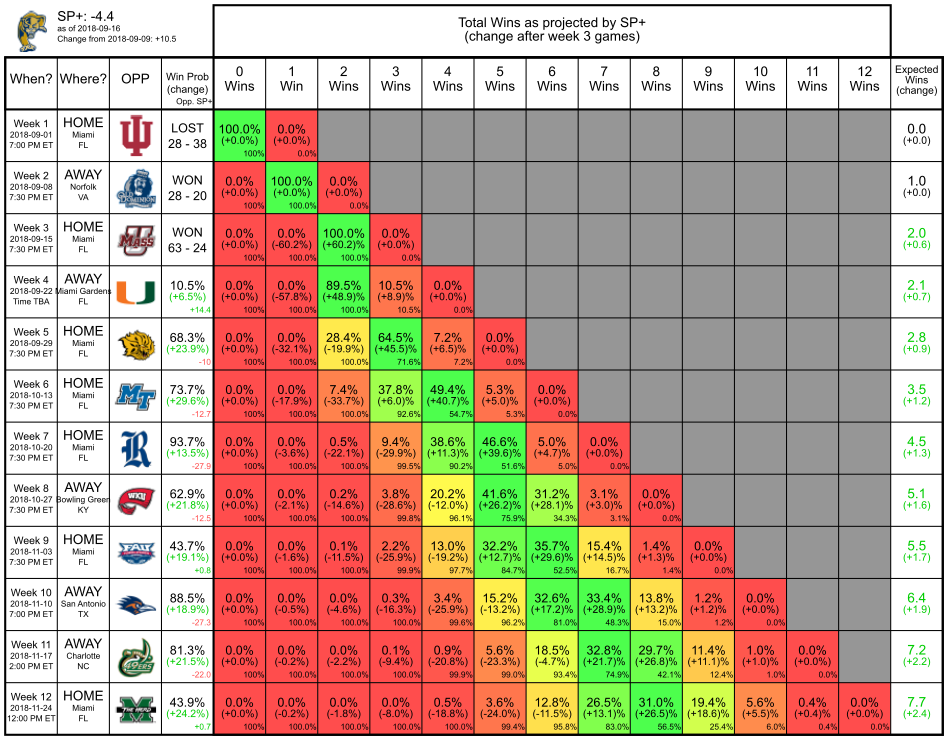 SP+: -4.4
as of 2018-09-16
Change from 2018-09-09: +10.5
Total Wins as projected by SP+
(change after week 3 games)
When? Where? OPP Win Prob (change) Opp. SP+ 0 Wins 1 Win 2 Wins 3 Wins 4 Wins 5 Wins 6 Wins 7 Wins 8 Wins 9 Wins 10 Wins 11 Wins 12 Wins Expected Wins (change)
Week 1 HOME LOST 100.0% 0.0% 0.0
2018-09-01 Miami (+0.0%) (+0.0%) (+0.0)
7:00 PM ET FL 28 - 38 100% 0.0%
Week 2 AWAY WON 0.0% 100.0% 0.0% 1.0
2018-09-08 Norfolk (+0.0%) (+0.0%) (+0.0%) (+0.0)
7:30 PM ET VA OLD DOMINION 28 - 20 100% 100.0% 0.0%
Week 3 HOME WON 0.0% 0.0% 100.0% 0.0% 2.0
2018-09-15 Miami MASS (+0.0%) (-60.2%) (+60.2%) (+0.0%) (+0.6)
7:30 PM ET FL 63 - 24 100% 100.0% 100.0% 0.0%
Week 4 AWAY 10.5% 0.0% 0.0% 89.5% 10.5% 0.0% 2.1
2018-09-22 Miami Gardens (+6.5%) (+0.0%) (-57.8%) (+48.9%) (+8.9%) (+0.0%) (+0.7)
Time TBA FL +14.4 100% 100.0% 100.0% 10.5% 0.0%
Week 5 HOME 68.3% 0.0% 0.0% 28.4% 64.5% 7.2% 0.0% 2.8
2018-09-29 Miami (+23.9%) (+0.0%) (-32.1%) (-19.9%) (+45.5%) (+6.5%) (+0.0%) (+0.9)
7:30 PM ET FL -10 100% 100.0% 100.0% 71.6% 7.2% 0.0%
Week 6 HOME MT 73.7% 0.0% 0.0% 7.4% 37.8% 49.4% 5.3% 0.0% 3.5
2018-10-13 Miami (+29.6%) (+0.0%) (-17.9%) (-33.7%) (+6.0%) (+40.7%) (+5.0%) (+0.0%) (+1.2)
7:30 PM ET FL -12.7 100% 100.0% 100.0% 92.6% 54.7% 5.3% 0.0%
Week 7 HOME R 93.7% 0.0% 0.0% 0.5% 9.4% 38.6% 46.6% 5.0% 0.0% 4.5
2018-10-20 Miami (+13.5%) (+0.0%) (-3.6%) (-22.1%) (-29.9%) (+11.3%) (+39.6%) (+4.7%) (+0.0%) (+1.3)
7:30 PM ET FL -27.9 100% 100.0% 100.0% 99.5% 90.2% 51.6% 5.0% 0.0%
Week 8 AWAY WKU 62.9% 0.0% 0.0% 0.2% 3.8% 20.2% 41.6% 31.2% 3.1% 0.0% 5.1
2018-10-27 Bowling Green (+21.8%) (+0.0%) (-2.1%) (-14.6%) (-28.6%) (-12.0%) (+26.2%) (+28.1%) (+3.0%) (+0.0%) (+1.6)
7:30 PM ET KY -12.5 100% 100.0% 100.0% 99.8% 96.1% 75.9% 34.3% 3.1% 0.0%
Week 9 HOME FAU 43.7% 0.0% 0.0% 0.1% 2.2% 13.0% 32.2% 35.7% 15.4% 1.4% 0.0% 5.5
2018-11-03 Miami (+19.1%) (+0.0%) (-1.6%) (-11.5%) (-25.9%) (-19.2%) (+12.7%) (+29.6%) (+14.5%) (+1.3%) (+0.0%) (+1.7)
7:30 PM ET FL +0.8 100% 100.0% 100.0% 99.9% 97.7% 84.7% 52.5% 16.7% 1.4% 0.0%
Week 10 AWAY 88.5% 0.0% 0.0% 0.0% 0.3% 3.4% 15.2% 32.6% 33.4% 13.8% 1.2% 0.0% 6.4
2018-11-10 San Antonio (+18.9%) (+0.0%) (-0.5%) (-4.6%) (-16.3%) (-25.9%) (-13.2%) (+17.2%) (+28.9%) (+13.2%) (+1.2%) (+0.0%) (+1.9)
7:00 PM ET TX -27.3 100% 100.0% 100.0% 100.0% 99.6% 96.2% 81.0% 48.3% 15.0% 1.2% 0.0%
Week 11 AWAY 81.3% 0.0% 0.0% 0.0% 0.1% 0.9% 5.6% 18.5% 32.8% 29.7% 11.4% 1.0% 0.0% 7.2
2018-11-17 Charlotte 49ERS (+21.5%) (+0.0%) (-0.2%) (-2.2%) (-9.4%) (-20.8%) (-23.3%) (-4.7%) (+21.7%) (+26.8%) (+11.1%) (+1.0%) (+0.0%) (+2.2)
2:00 PM ET NC -22.0 100% 100.0% 100.0% 100.0% 99.9% 99.0% 93.4% 74.9% 42.1% 12.4% 1.0% 0.0%
Week 12 HOME 43.9% 0.0% 0.0% 0.0% 0.0% 0.5% 3.6% 12.8% 26.5% 31.0% 19.4% 5.6% 0.4% 0.0% 7.7
2018-11-24 Miami THE HERD (+24.2%) (+0.0%) (-0.2%) (-1.8%) (-8.0%) (-18.8%) (-24.0%) (-11.5%) (+13.1%) (+26.5%) (+18.6%) (+5.5%) (+0.4%) (+0.0%) (+2.4)
12:00 PM ET FL +0.7 100% 100.0% 100.0% 100.0% 100.0% 99.4% 95.8% 83.0% 56.5% 25.4% 6.0% 0.4% 0.0%